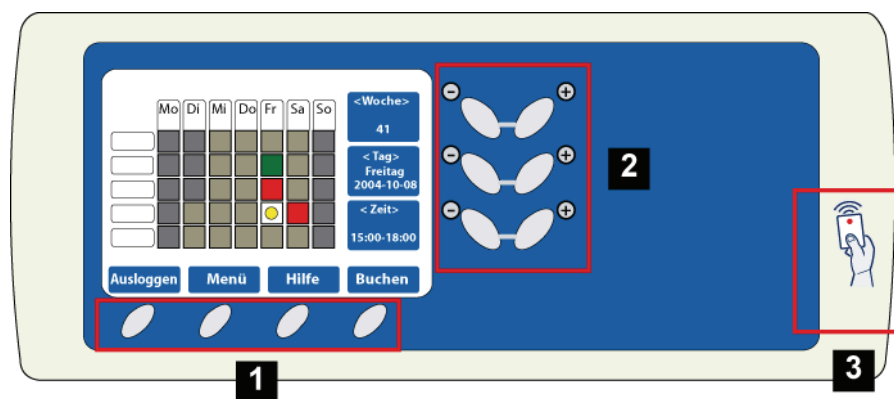 Mo Di Mi Do Fr Sa So
<Woche>
41
< Tag>
Freitag
2004-10-08
< Zeit>
15:00-18:00
Ausloggen Menü Hilfe Buchen
- +
- +
- +
1
2
3